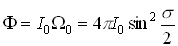 Φ = I₀Ω₀ = 4πI₀ sin² σ/2